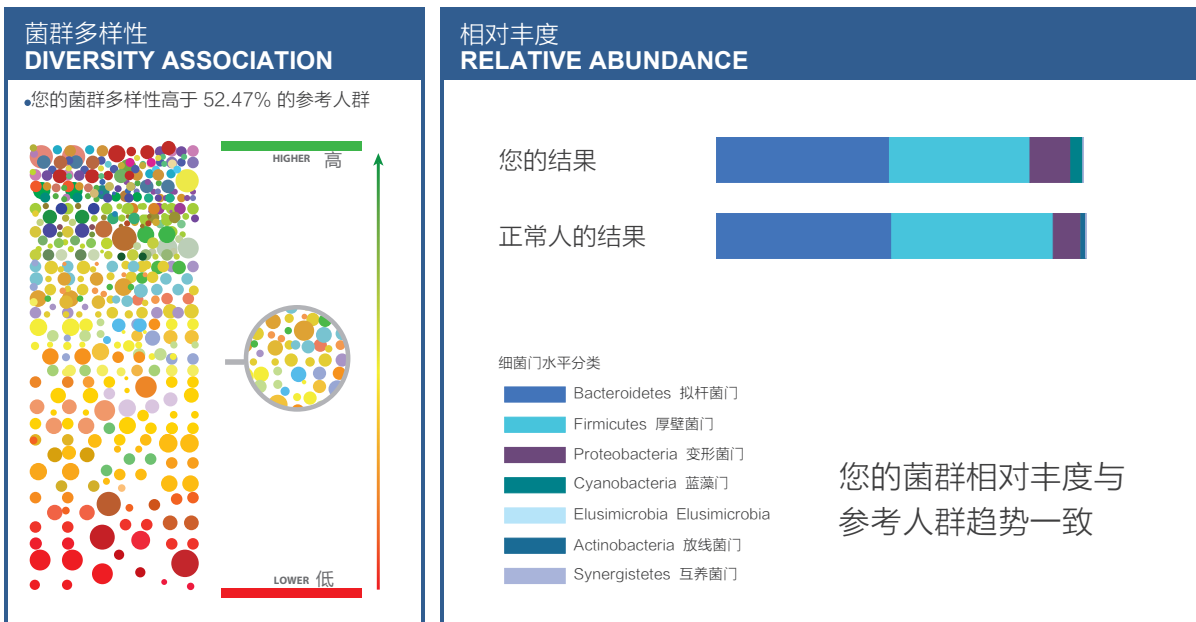 菌群多样性
DIVERSITY ASSOCIATION
•您的菌群多样性高于 52.47% 的参考人群
HIGHER 高
LOWER 低
相对丰度
RELATIVE ABUNDANCE
您的结果
正常人的结果
细菌门水平分类
Bacteroidetes 拟杆菌门
Firmicutes 厚壁菌门
Proteobacteria 变形菌门
Cyanobacteria 蓝藻门
Elusimicrobia Elusimicrobia
Actinobacteria 放线菌门
Synergistetes 互养菌门
您的菌群相对丰度与
参考人群趋势一致